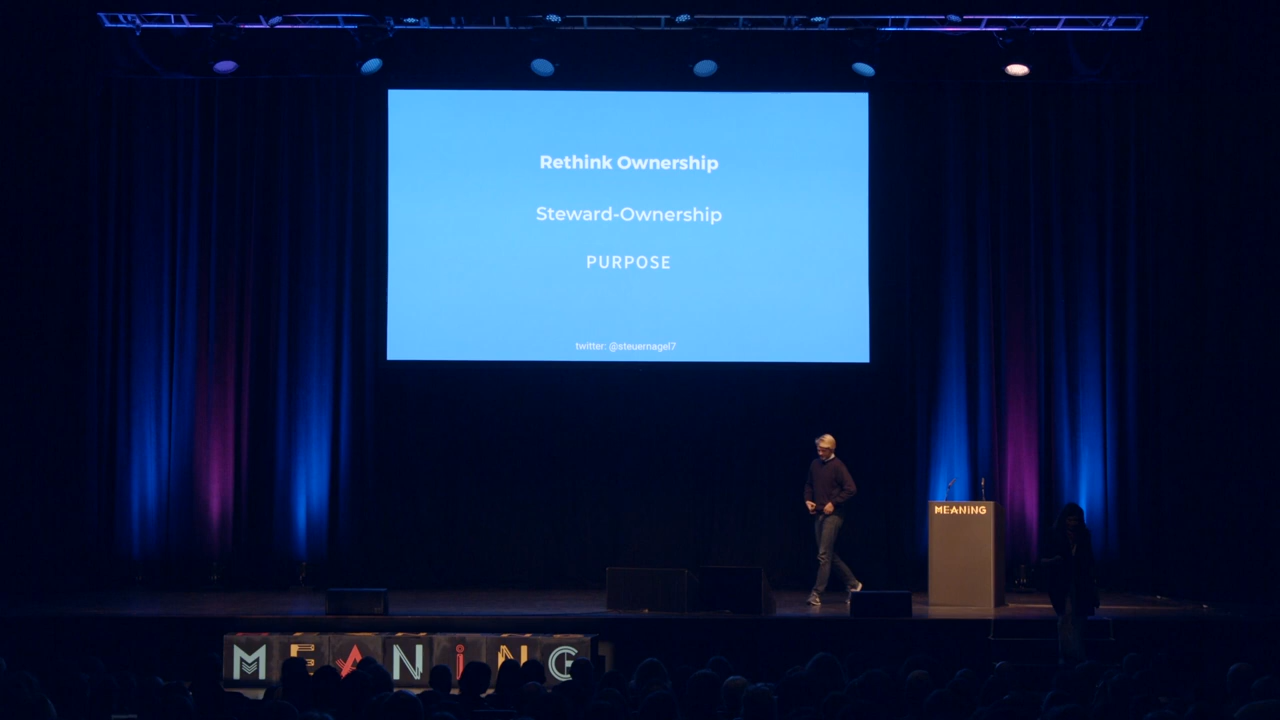 Rethink Ownership
Steward-Ownership
PURPOSE
twitter: @steuernagel7
MEANiNG
MEANiNG